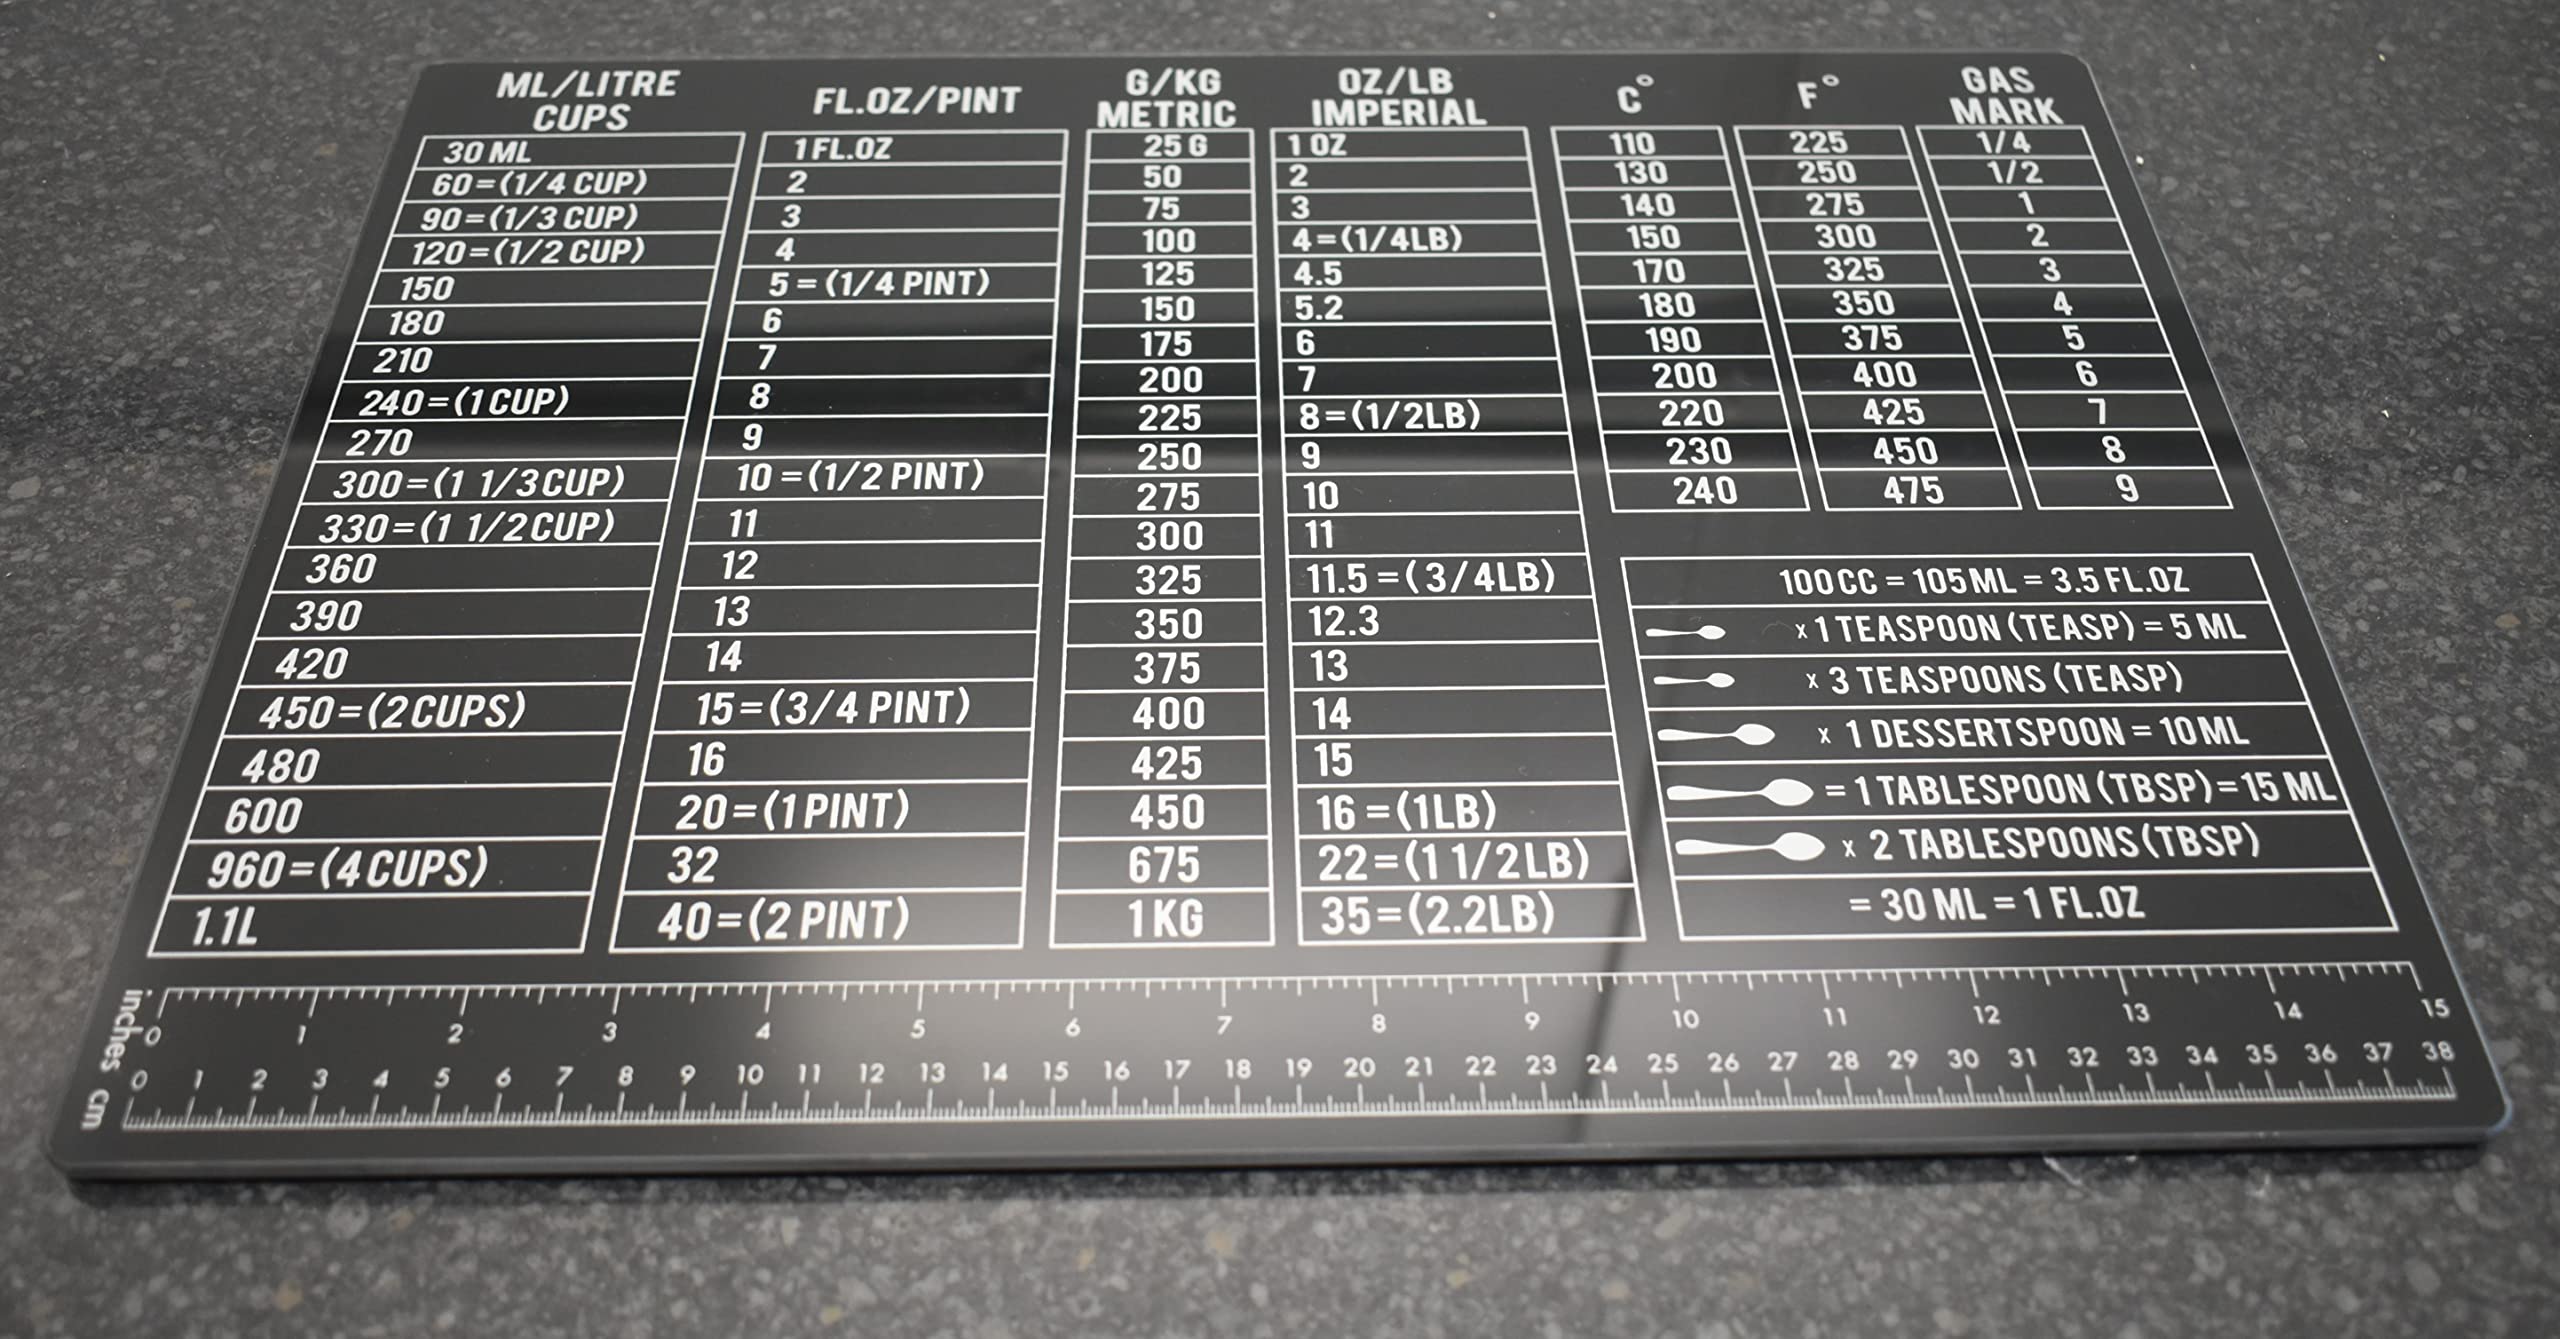 ML/LITRE
CUPS
30 ML
60=(1/4 CUP)
90=(1/3 CUP)
120=(1/2 CUP)
150
180
210
240=(1 CUP)
270
300=(1 1/3 CUP)
330=(1 1/2 CUP)
360
390
420
450=(2 CUPS)
480
600
960=(4 CUPS)
1.1L
FL.OZ/PINT
1 FL.OZ
2
3
4
5 = (1/4 PINT)
6
7
8
9
10 =(1/2 PINT)
11
12
13
14
15=(3/4 PINT)
16
20=(1 PINT)
32
40=(2 PINT)
G/KG
METRIC
25 G
50
75
100
125
150
175
200
225
250
275
300
325
350
375
400
425
450
675
1 KG
OZ/LB
IMPERIAL
1 OZ
2
3
4=(1/4LB)
4.5
5.2
6
7
8=(1/2LB)
9
10
11
11.5 =(3/4LB)
12.3
13
14
15
16 =(1LB)
22=(1 1/2LB)
35=(2.2LB)
C°
110
130
140
150
170
180
190
200
220
230
240
F°
225
250
275
300
325
350
375
400
425
450
475
GAS
MARK
1/4
1/2
1
2
3
4
5
6
7
8
9
100CC = 105ML = 3.5 FL.OZ
x 1 TEASPOON (TEASP) = 5 ML
x 3 TEASPOONS (TEASP)
x 1 DESSERTSPOON = 10ML
= 1 TABLESPOON (TBSP)=15 ML
x 2 TABLESPOONS(TBSP)
= 30 ML = 1 FL.OZ
inches 0 1 2 3 4 5 6 7 8 9 10 11 12 13 14 15
cm 0 1 2 3 4 5 6 7 8 9 10 11 12 13 14 15 16 17 18 19 20 21 22 23 24 25 26 27 28 29 30 31 32 33 34 35 36 37 38